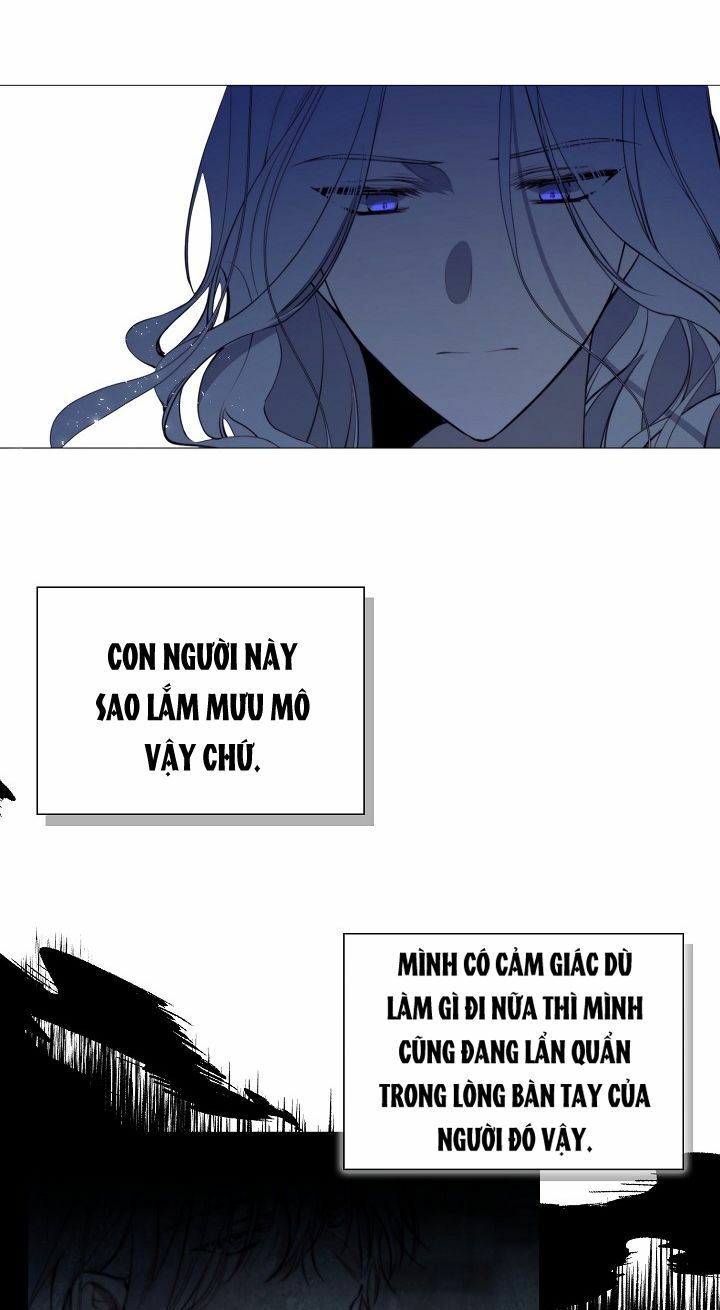 CON NGƯỜI NÀY
SAO LẮM MƯU MÔ
VẬY CHỨ.
MÌNH CÓ CẢM GIÁC DÙ
LÀM GÌ ĐI NỮA THÌ MÌNH
CŨNG ĐANG LẨN QUẨN
TRONG LÒNG BÀN TAY CỦA
NGƯỜI ĐÓ VẬY.